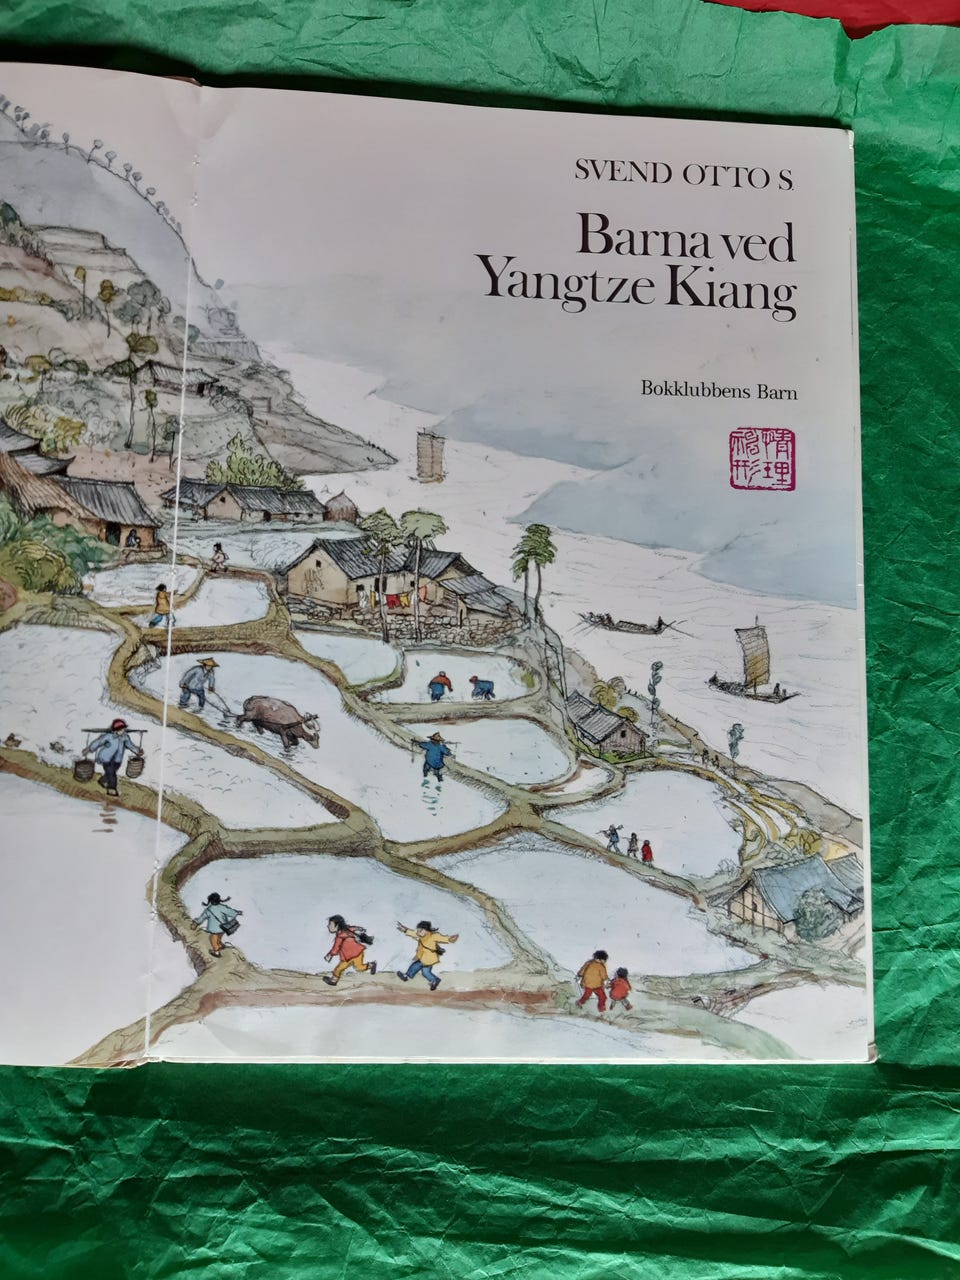 SVEND OTTO S.
Barna ved
Yangtze Kiang
Bokklubbens Barn